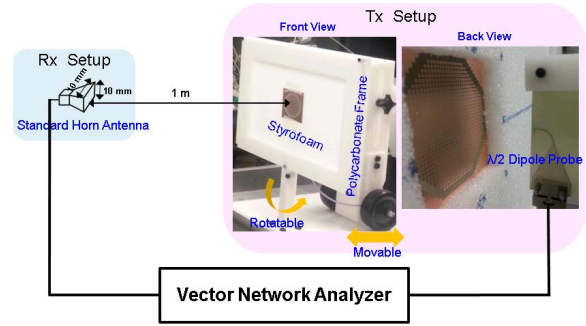 Tx Setup
Front View
Back View
Rx Setup
10 mm
10 mm
1 m
Standard Horn Antenna
Styrofoam
Polycarbonate Frame
λ/2 Dipole Probe
Rotatable
Movable
Vector Network Analyzer